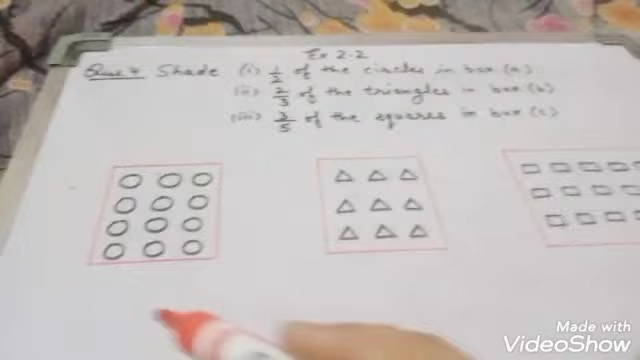 Ex 2.2
Ques 4 Shade (i) 1/2 of the circles in box (a)
(ii) 2/3 of the triangles in box (b)
(iii) 3/5 of the squares in box (c)
Made with
VideoShow